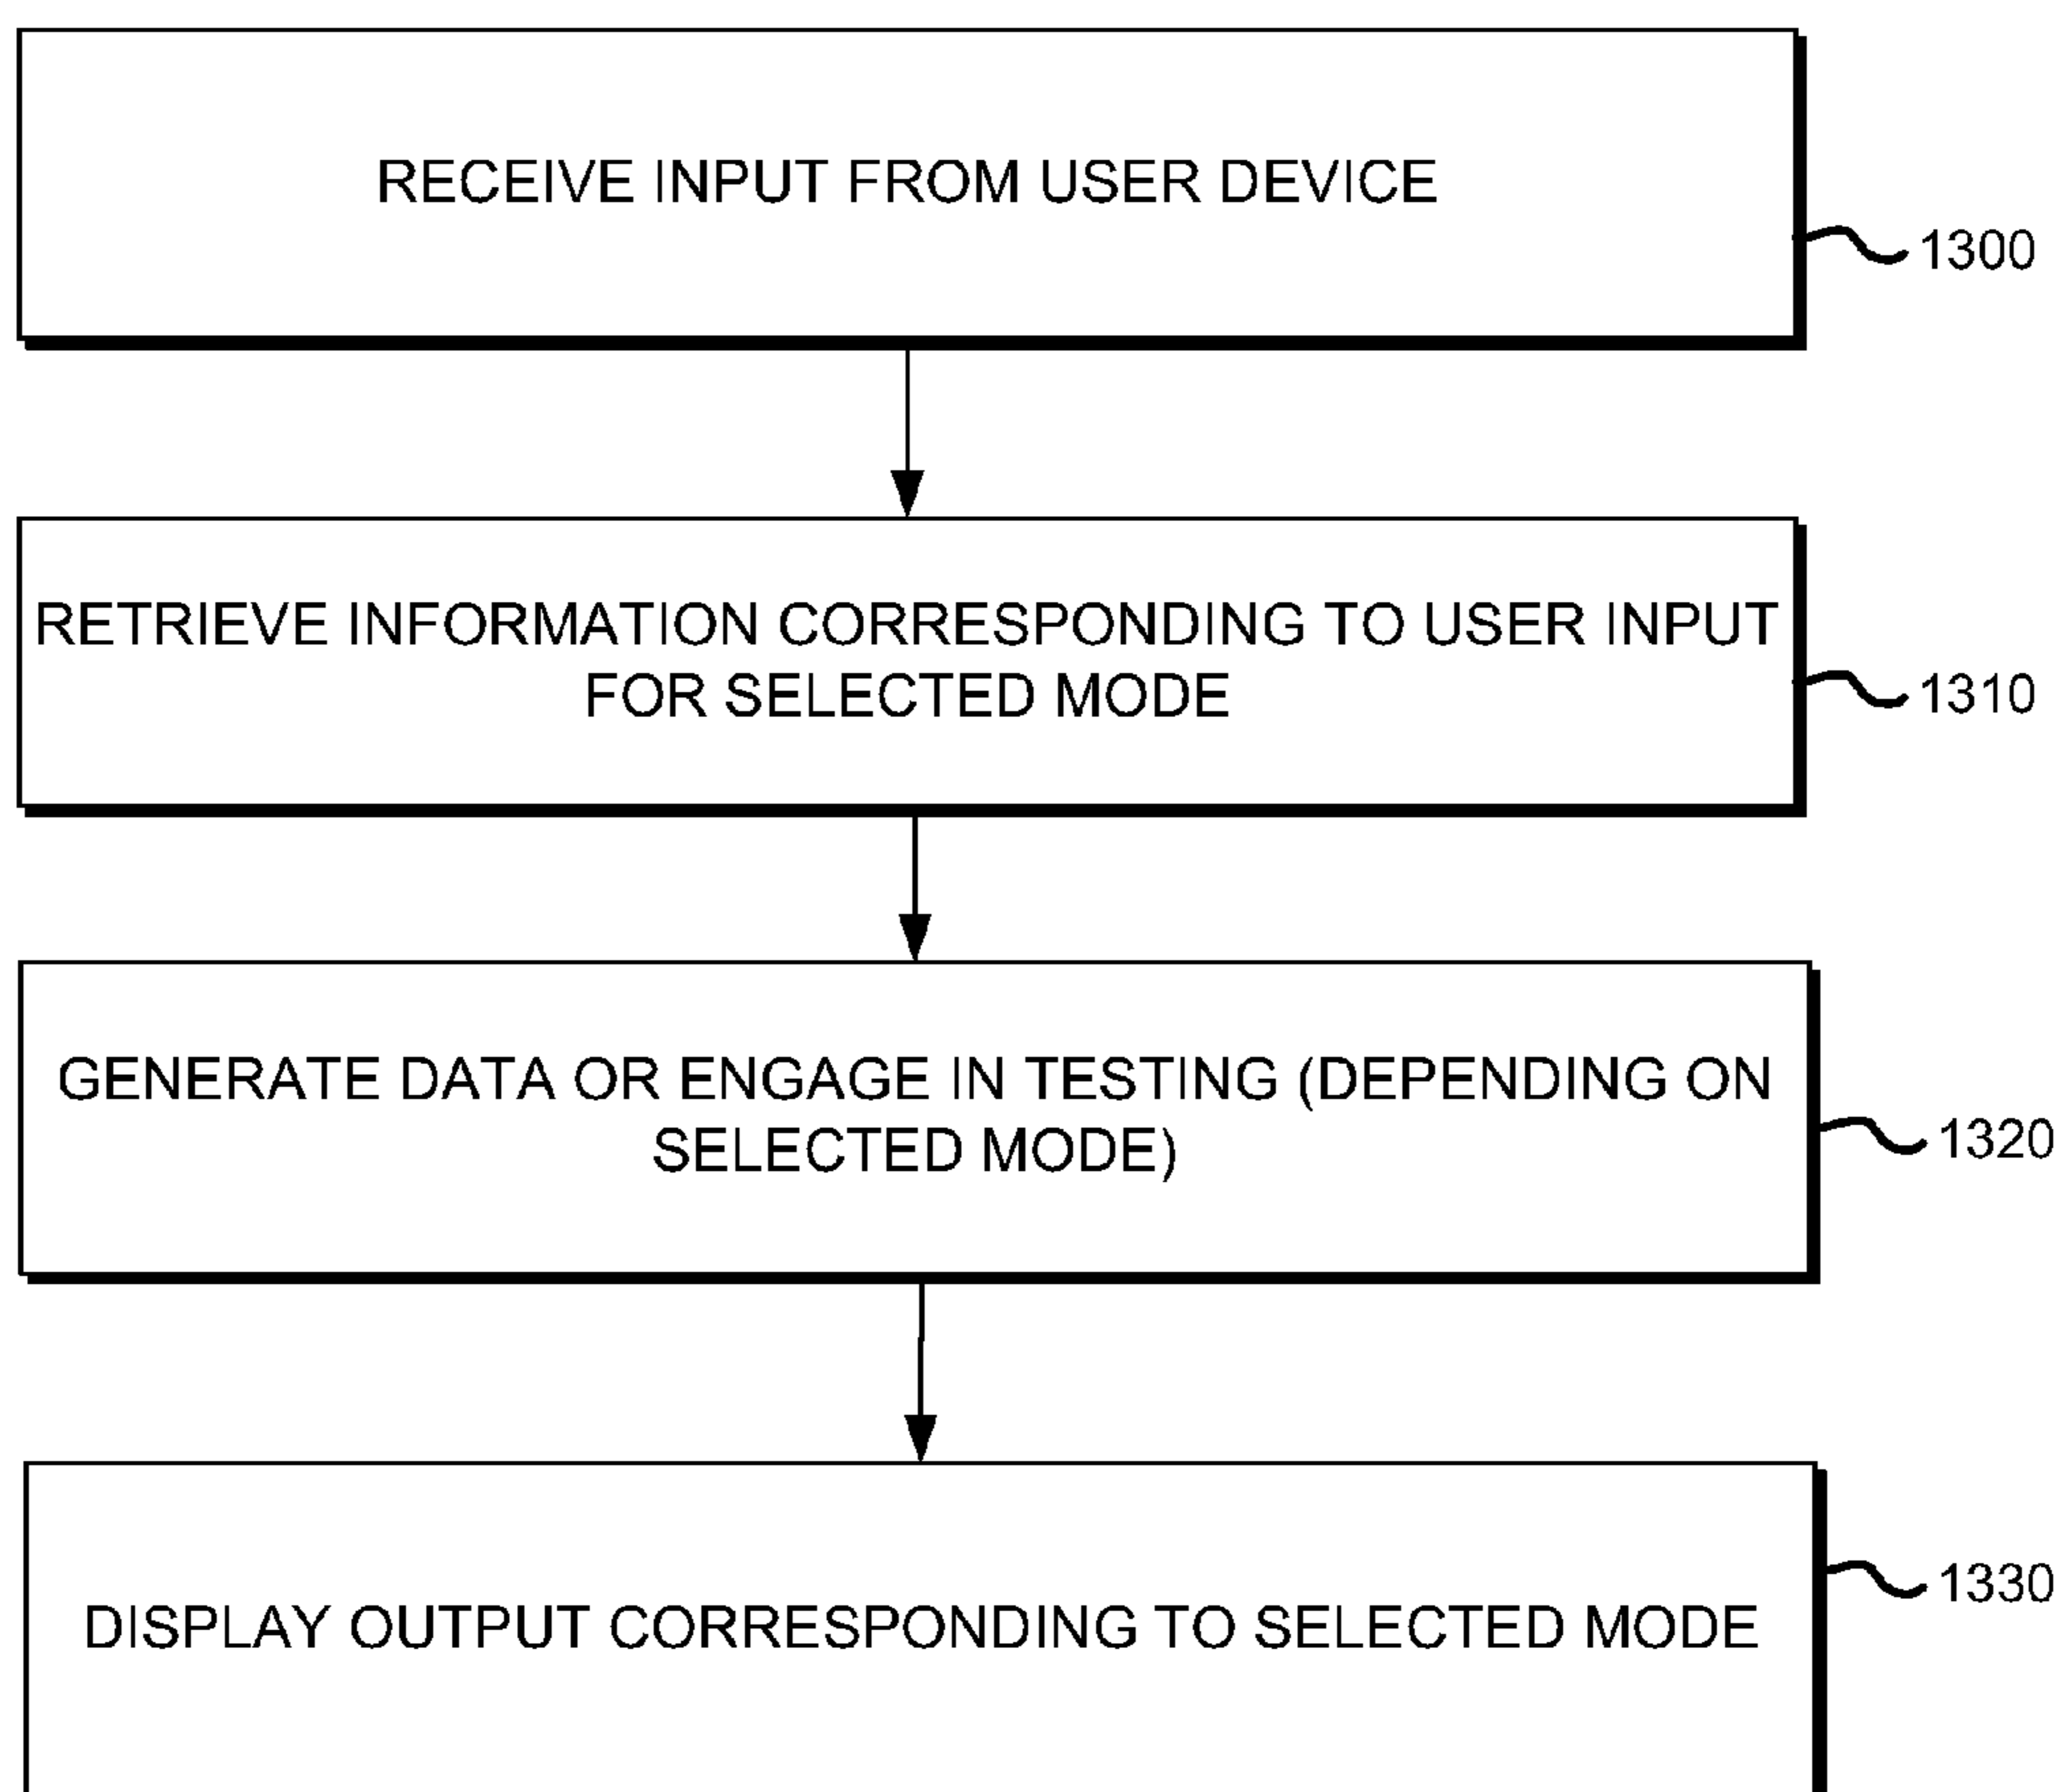 RECEIVE INPUT FROM USER DEVICE
1300
RETRIEVE INFORMATION CORRESPONDING TO USER INPUT
FOR SELECTED MODE
1310
GENERATE DATA OR ENGAGE IN TESTING (DEPENDING ON
SELECTED MODE)
1320
DISPLAY OUTPUT CORRESPONDING TO SELECTED MODE
1330